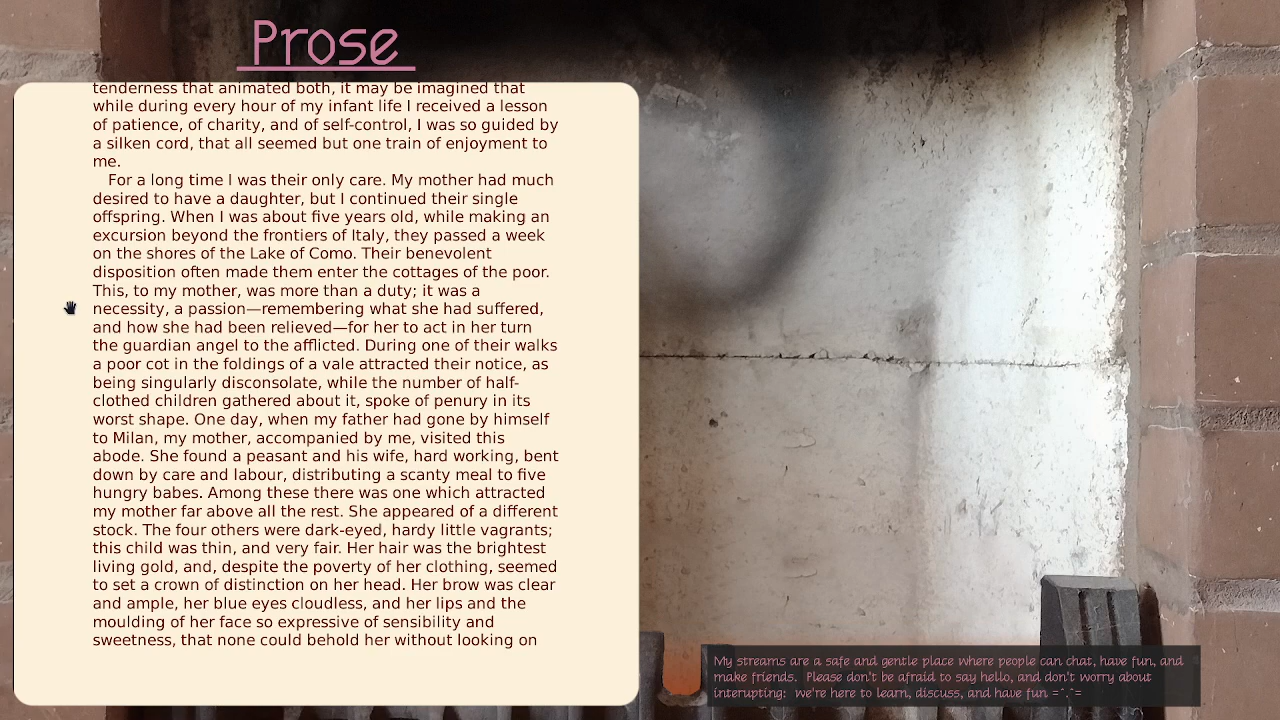 Prose
tenderness that animated both, it may be imagined that
while during every hour of my infant life I received a lesson
of patience, of charity, and of self-control, I was so guided by
a silken cord, that all seemed but one train of enjoyment to
me.
For a long time I was their only care. My mother had much
desired to have a daughter, but I continued their single
offspring. When I was about five years old, while making an
excursion beyond the frontiers of Italy, they passed a week
on the shores of the Lake of Como. Their benevolent
disposition often made them enter the cottages of the poor.
This, to my mother, was more than a duty; it was a
necessity, a passion—remembering what she had suffered,
and how she had been relieved—for her to act in her turn
the guardian angel to the afflicted. During one of their walks
a poor cot in the foldings of a vale attracted their notice, as
being singularly disconsolate, while the number of half-
clothed children gathered about it, spoke of penury in its
worst shape. One day, when my father had gone by himself
to Milan, my mother, accompanied by me, visited this
abode. She found a peasant and his wife, hard working, bent
down by care and labour, distributing a scanty meal to five
hungry babes. Among these there was one which attracted
my mother far above all the rest. She appeared of a different
stock. The four others were dark-eyed, hardy little vagrants;
this child was thin, and very fair. Her hair was the brightest
living gold, and, despite the poverty of her clothing, seemed
to set a crown of distinction on her head. Her brow was clear
and ample, her blue eyes cloudless, and her lips and the
moulding of her face so expressive of sensibility and
sweetness, that none could behold her without looking on
My streams are a safe and gentle place where people can chat, have fun, and
make friends. Please don't be afraid to say hello, and don't worry about
interupting: we're here to learn, discuss, and have fun =^.^=